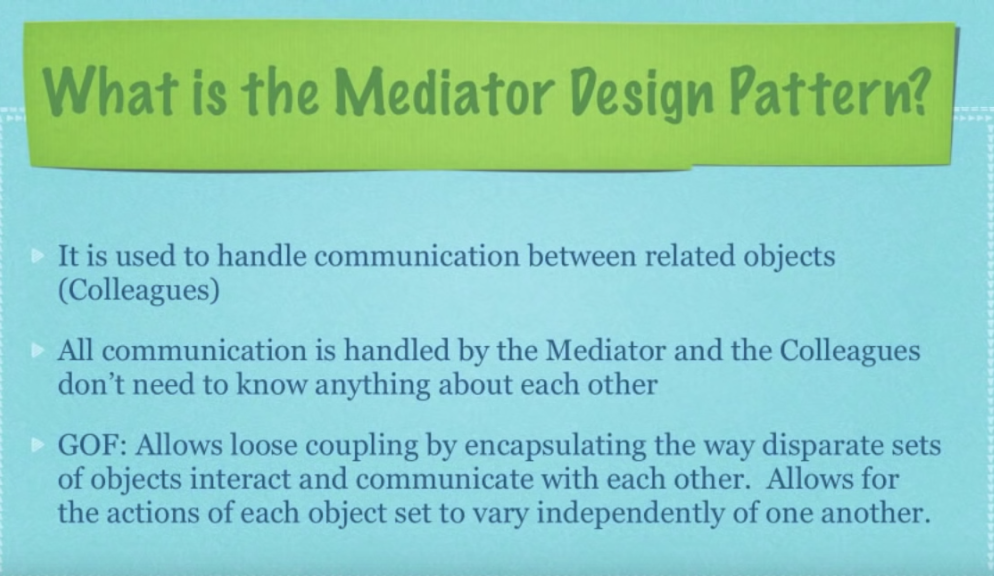 What is the Mediator Design Pattern?
It is used to handle communication between related objects
(Colleagues)
All communication is handled by the Mediator and the Colleagues
don’t need to know anything about each other
GOF: Allows loose coupling by encapsulating the way disparate sets
of objects interact and communicate with each other.  Allows for
the actions of each object set to vary independently of one another.